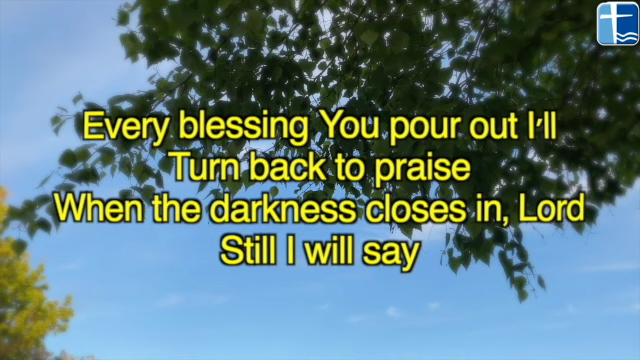 Every blessing You pour out I'll
Turn back to praise
When the darkness closes in, Lord
Still I will say